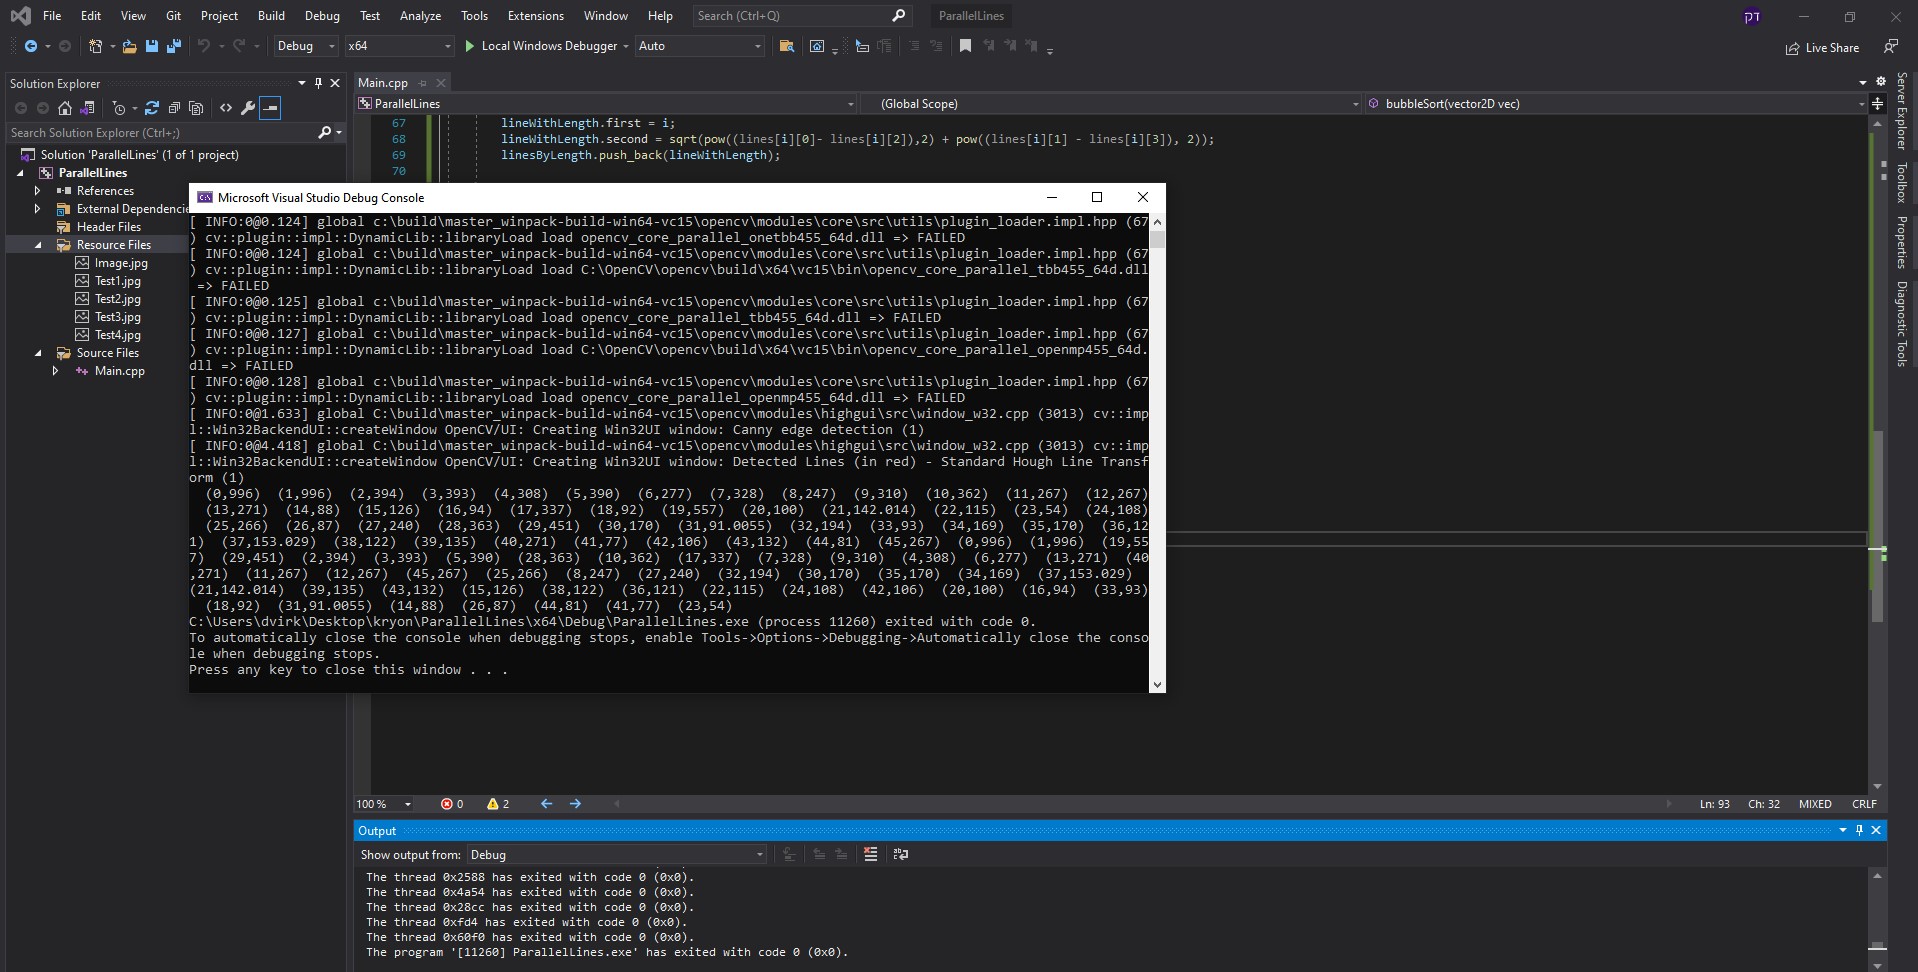 File Edit View Git Project Build Debug Test Analyze Tools Extensions Window Help Search (Ctrl+Q) ParallelLines PT
Debug x64 Local Windows Debugger Auto Live Share
Solution Explorer
Search Solution Explorer (Ctrl+;)
Solution 'ParallelLines' (1 of 1 project)
ParallelLines
References
External Dependencie
Header Files
Resource Files
Image.jpg
Test1.jpg
Test2.jpg
Test3.jpg
Test4.jpg
Source Files
Main.cpp
Main.cpp
ParallelLines (Global Scope) bubbleSort(vector2D vec)
67 lineWithLength.first = i;
68 lineWithLength.second = sqrt(pow((lines[i][0]- lines[i][2]),2) + pow((lines[i][1] - lines[i][3]), 2));
69 linesByLength.push_back(lineWithLength);
70
Microsoft Visual Studio Debug Console
[ INFO:0@0.124] global c:\build\master_winpack-build-win64-vc15\opencv\modules\core\src\utils\plugin_loader.impl.hpp (67
) cv::plugin::impl::DynamicLib::libraryLoad load opencv_core_parallel_onetbb455_64d.dll => FAILED
[ INFO:0@0.124] global c:\build\master_winpack-build-win64-vc15\opencv\modules\core\src\utils\plugin_loader.impl.hpp (67
) cv::plugin::impl::DynamicLib::libraryLoad load C:\OpenCV\opencv\build\x64\vc15\bin\opencv_core_parallel_tbb455_64d.dll
=> FAILED
[ INFO:0@0.125] global c:\build\master_winpack-build-win64-vc15\opencv\modules\core\src\utils\plugin_loader.impl.hpp (67
) cv::plugin::impl::DynamicLib::libraryLoad load opencv_core_parallel_tbb455_64d.dll => FAILED
[ INFO:0@0.127] global c:\build\master_winpack-build-win64-vc15\opencv\modules\core\src\utils\plugin_loader.impl.hpp (67
) cv::plugin::impl::DynamicLib::libraryLoad load C:\OpenCV\opencv\build\x64\vc15\bin\opencv_core_parallel_openmp455_64d.
dll => FAILED
[ INFO:0@0.128] global c:\build\master_winpack-build-win64-vc15\opencv\modules\core\src\utils\plugin_loader.impl.hpp (67
) cv::plugin::impl::DynamicLib::libraryLoad load opencv_core_parallel_openmp455_64d.dll => FAILED
[ INFO:0@1.633] global C:\build\master_winpack-build-win64-vc15\opencv\modules\highgui\src\window_w32.cpp (3013) cv::imp
l::Win32BackendUI::createWindow OpenCV/UI: Creating Win32UI window: Canny edge detection (1)
[ INFO:0@4.418] global C:\build\master_winpack-build-win64-vc15\opencv\modules\highgui\src\window_w32.cpp (3013) cv::imp
l::Win32BackendUI::createWindow OpenCV/UI: Creating Win32UI window: Detected Lines (in red) - Standard Hough Line Transf
orm (1)
(0,996) (1,996) (2,394) (3,393) (4,308) (5,390) (6,277) (7,328) (8,247) (9,310) (10,362) (11,267) (12,267)
(13,271) (14,88) (15,126) (16,94) (17,337) (18,92) (19,557) (20,100) (21,142.014) (22,115) (23,54) (24,108)
(25,266) (26,87) (27,240) (28,363) (29,451) (30,170) (31,91.0055) (32,194) (33,93) (34,169) (35,170) (36,12
1) (37,153.029) (38,122) (39,135) (40,271) (41,77) (42,106) (43,132) (44,81) (45,267) (0,996) (1,996) (19,55
7) (29,451) (2,394) (3,393) (5,390) (28,363) (10,362) (17,337) (7,328) (9,310) (4,308) (6,277) (13,271) (40
,271) (11,267) (12,267) (45,267) (25,266) (8,247) (27,240) (32,194) (30,170) (35,170) (34,169) (37,153.029)
(21,142.014) (39,135) (43,132) (15,126) (38,122) (36,121) (22,115) (24,108) (42,106) (20,100) (16,94) (33,93)
(18,92) (31,91.0055) (14,88) (26,87) (44,81) (41,77) (23,54)
C:\Users\dvirk\Desktop\kryon\ParallelLines\x64\Debug\ParallelLines.exe (process 11260) exited with code 0.
To automatically close the console when debugging stops, enable Tools->Options->Debugging->Automatically close the conso
le when debugging stops.
Press any key to close this window . . .
100 % 0 2 Ln: 93 Ch: 32 MIXED CRLF
Output
Show output from: Debug
The thread 0x2588 has exited with code 0 (0x0).
The thread 0x4a54 has exited with code 0 (0x0).
The thread 0x28cc has exited with code 0 (0x0).
The thread 0xfd4 has exited with code 0 (0x0).
The thread 0x60f0 has exited with code 0 (0x0).
The program '[11260] ParallelLines.exe' has exited with code 0 (0x0).
Server Explorer
Toolbox
Properties
Diagnostic Tools